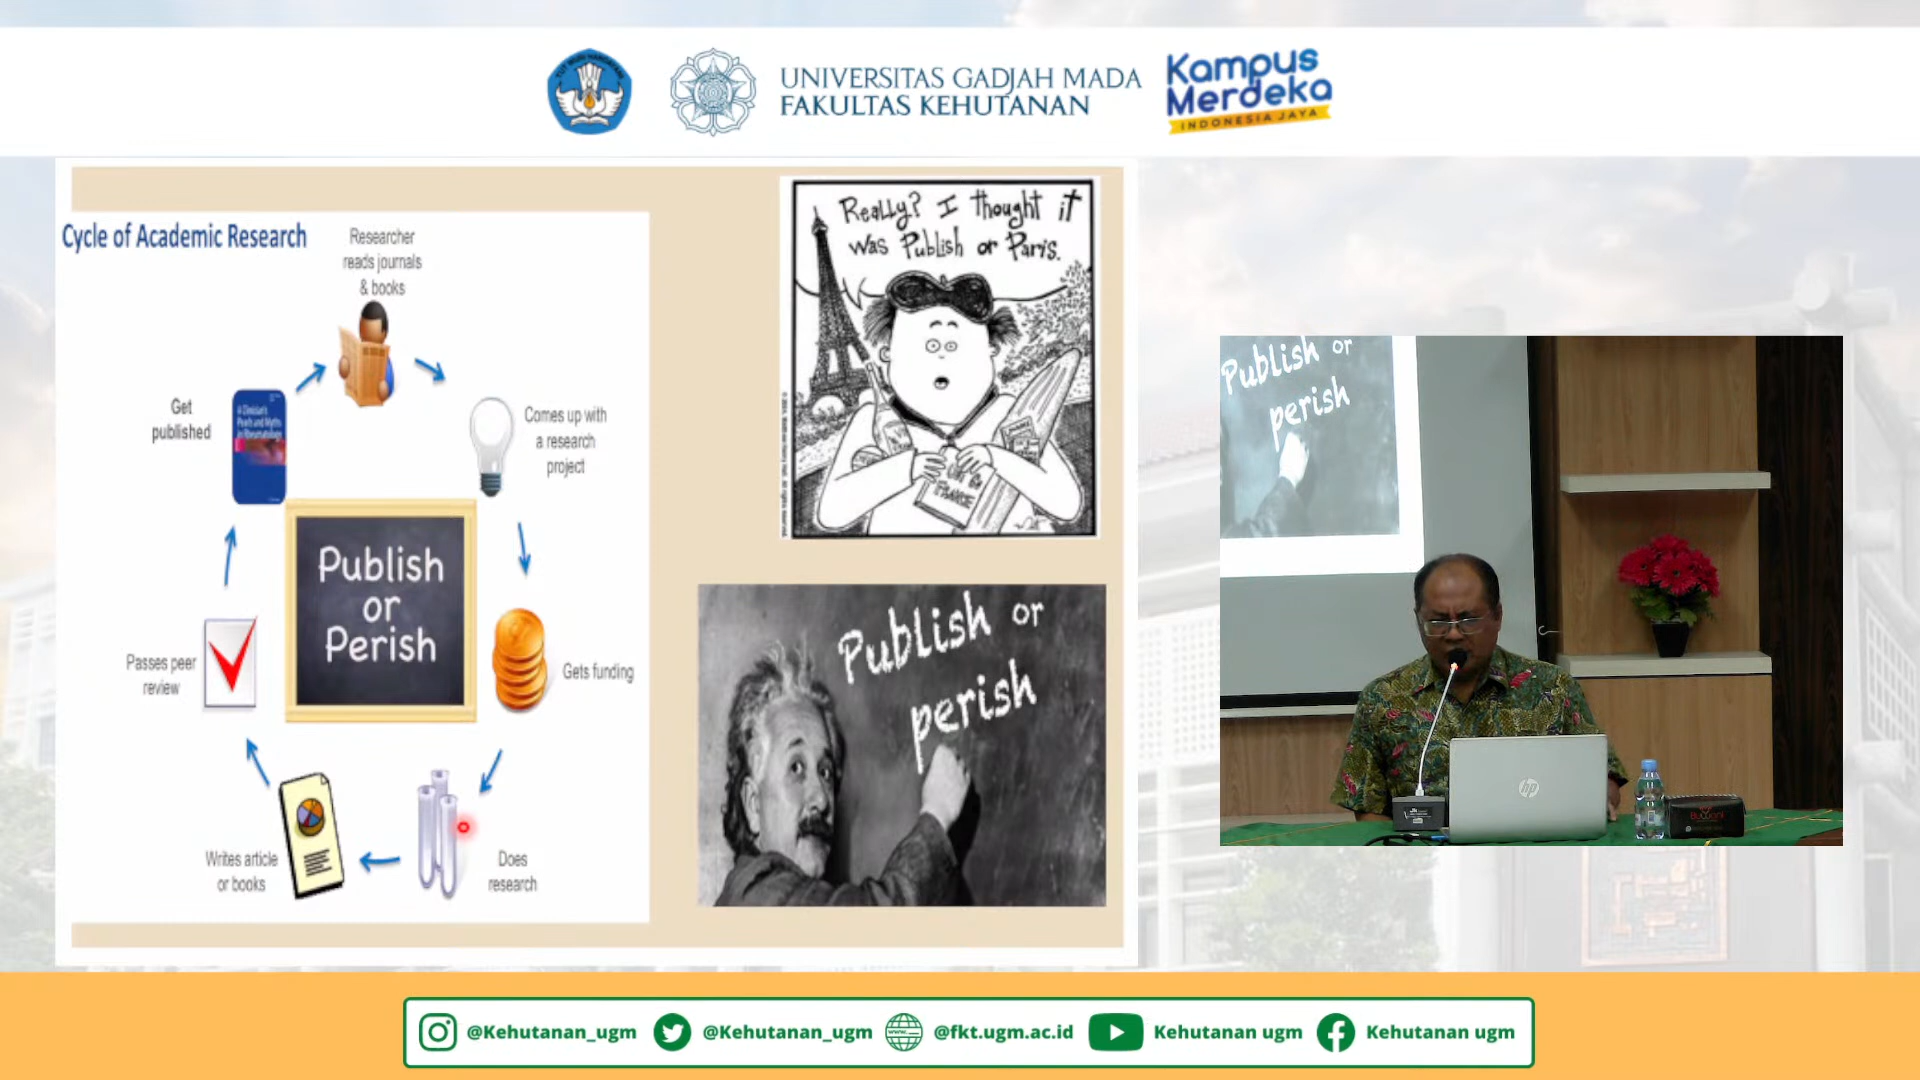 UNIVERSITAS GADJAH MADA
FAKULTAS KEHUTANAN
Kampus
Merdeka
INDONESIA JAYA
Cycle of Academic Research
Researcher
reads journals
& books
Comes up with
a research
project
Gets funding
Does
research
Writes article
or books
Passes peer
review
Get
published
Publish
or
Perish
Really? I thought it
was Publish or Paris.
FRANCE
Publish or
perish
Publish or
perish
hp
@Kehutanan_ugm
@Kehutanan_ugm
@fkt.ugm.ac.id
Kehutanan ugm
Kehutanan ugm